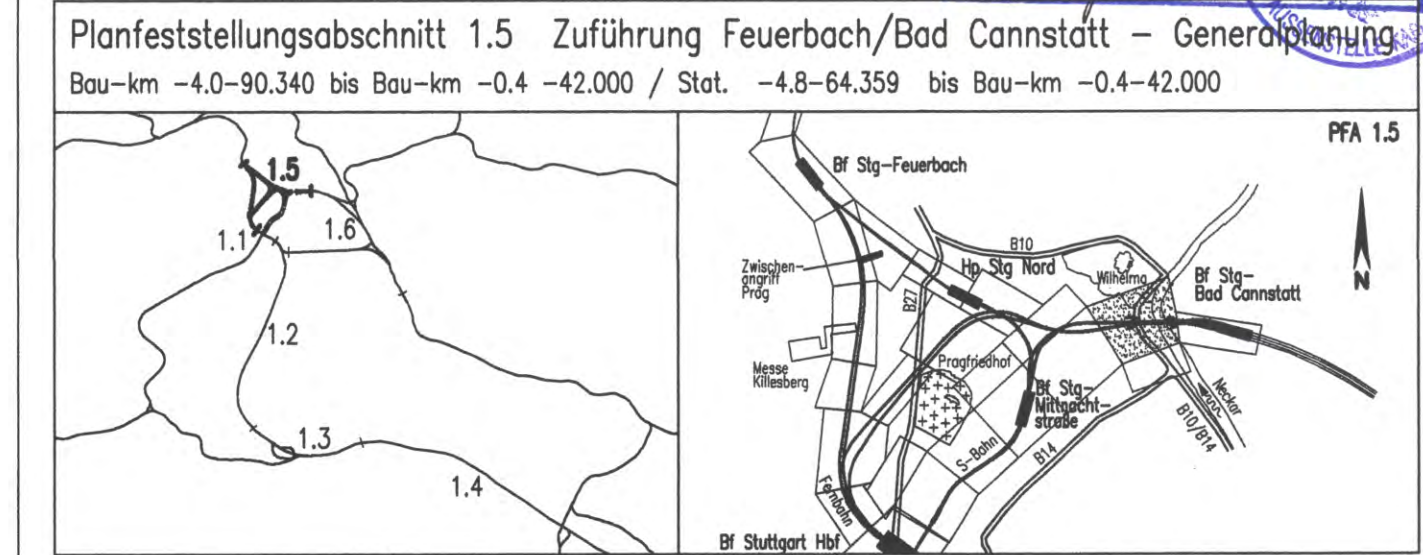 Planfeststellungsabschnitt 1.5 Zuführung Feuerbach/Bad Cannstatt – Generalplanung
Bau-km -4.0-90.340 bis Bau-km -0.4 -42.000 / Stat. -4.8-64.359 bis Bau-km -0.4-42.000
1.5
1.1
1.6
1.2
1.3
1.4
PFA 1.5
Bf Stg-Feuerbach
B10
Zwischen-
angriff
Prag
Hp Stg Nord
Wilhelma
Bf Stg-
Bad Cannstatt
N
B27
Messe
Killesberg
Pragfriedhof
Bf Stg-
Mittnacht-
straße
Neckar
B10/B14
S-Bahn
B14
Fernbahn
Bf Stuttgart Hbf